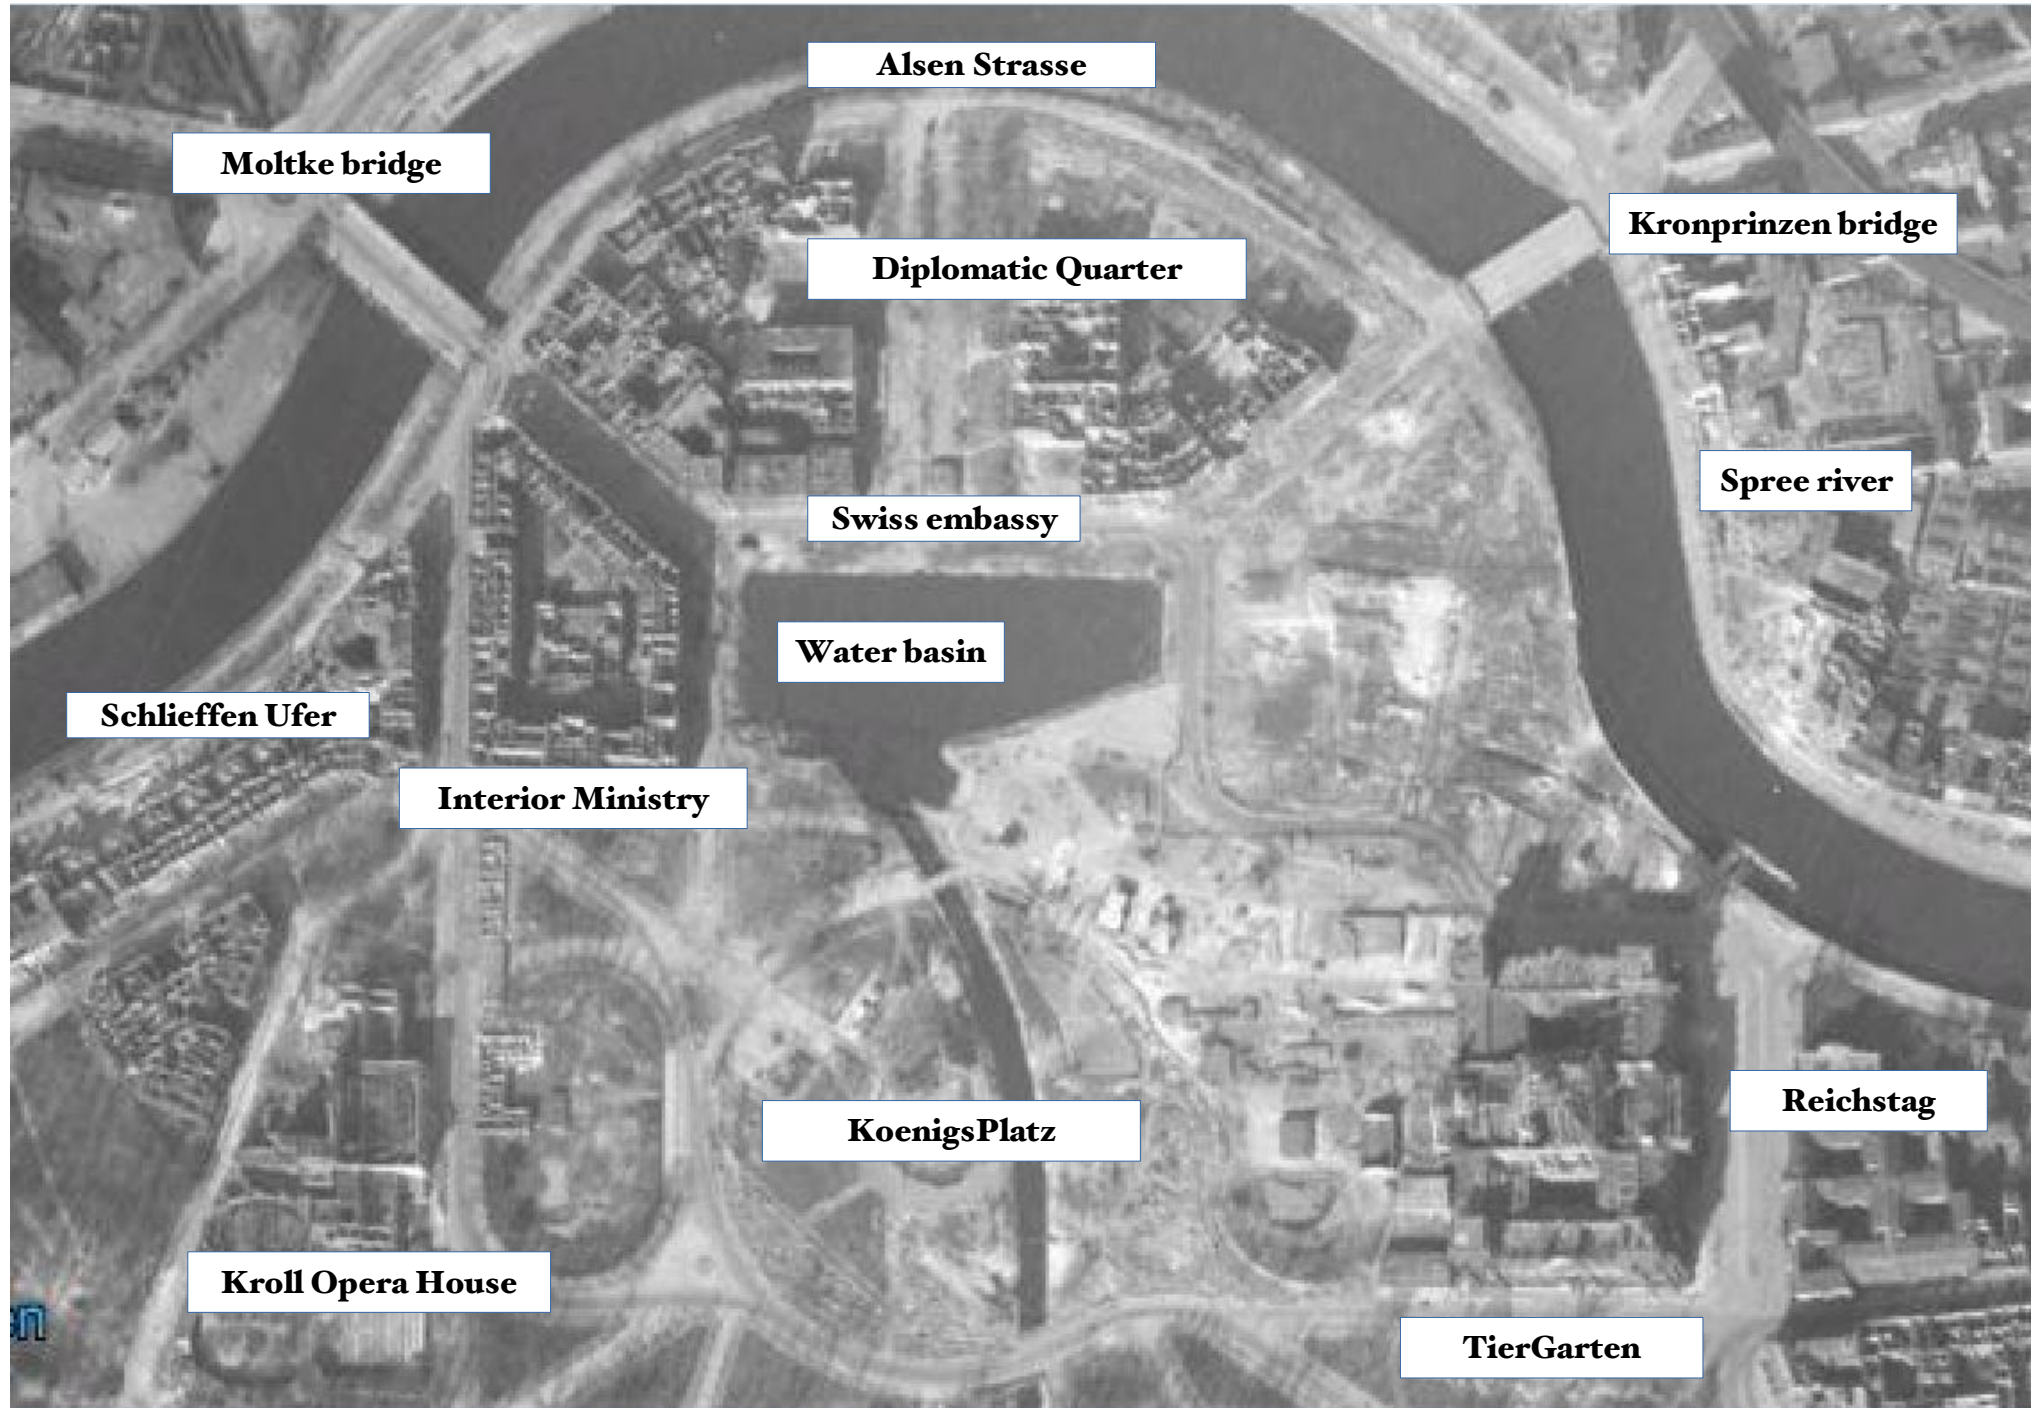 Alsen Strasse
Moltke bridge
Kronprinzen bridge
Diplomatic Quarter
Spree river
Swiss embassy
Water basin
Schlieffen Ufer
Interior Ministry
Reichstag
KoenigsPlatz
Kroll Opera House
en
TierGarten